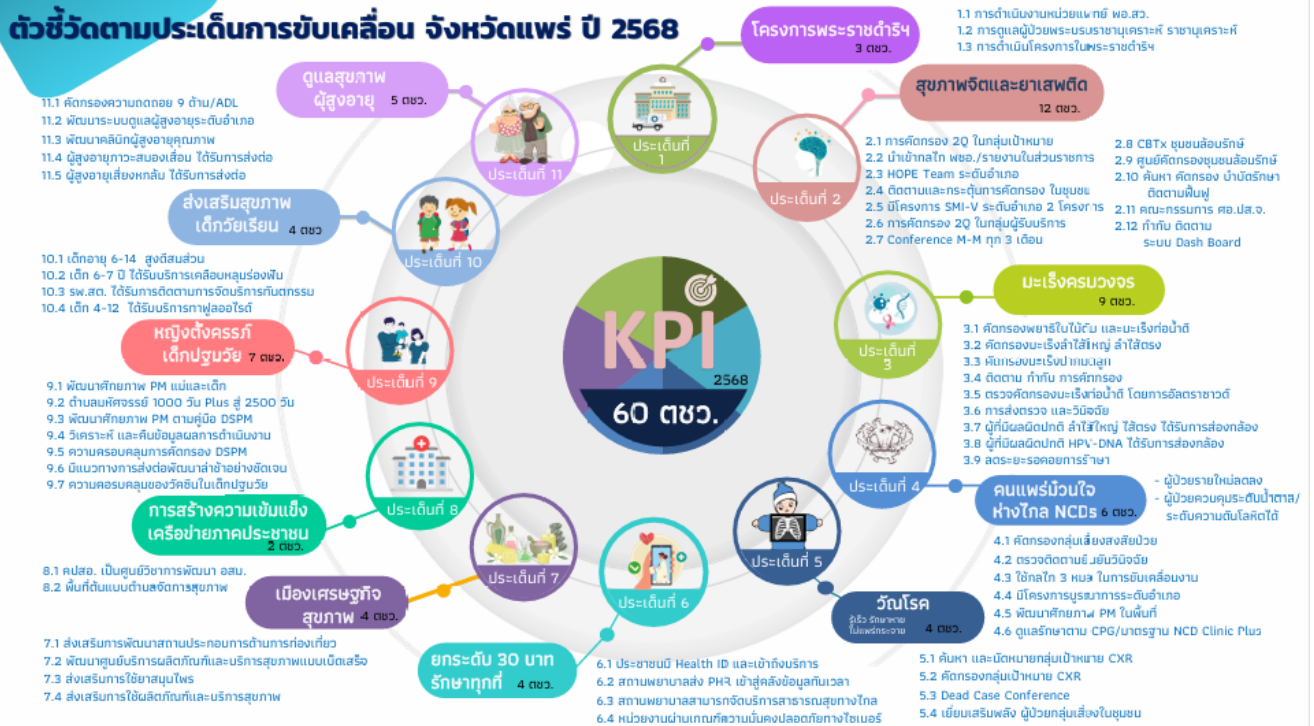 ตัวชี้วัดตามประเด็นการขับเคลื่อน จังหวัดแพร่ ปี 2568
โครงการพระราชดำริฯ
3 ตชว.
1.1 การดำเนินงานหน่วยแพทย์ พอ.สว.
1.2 การดูแลผู้ป่วยพระบรมราชานุเคราะห์ ราชานุเคราะห์
1.3 การดำเนินโครงการในพระราชดำริฯ
ประเด็นที่
1
สุขภาพจิตและยาเสพติด
12 ตชว.
ประเด็นที่ 2
2.1 การคัดกรอง 2Q ในกลุ่มเป้าหมาย
2.2 นำเข้ากลไก พชอ./รายงานในส่วนราชการ
2.3 HOPE Team ระดับอำเภอ
2.4 ติดตามและกระตุ้นการคัดกรอง ในชุมชน
2.5 มีโครงการ SMI-V ระดับอำเภอ 2 โครงการ
2.6 การคัดกรอง 2Q ในกลุ่มผู้รับบริการ
2.7 Conference M-M ทุก 3 เดือน
2.8 CBTx ชุมชนล้อมรักษ์
2.9 ศูนย์คัดกรองชุมชนล้อมรักษ์
2.10 ค้นหา คัดกรอง บำบัดรักษา
ติดตามฟื้นฟู
2.11 คณะกรรมการ ศอ.ปส.จ.
2.12 กำกับ ติดตาม
ระบบ Dash Board
มะเร็งครบวงจร
9 ตชว.
ประเด็นที่
3
3.1 คัดกรองพยาธิใบไม้ตับ และมะเร็งท่อน้ำดี
3.2 คัดกรองมะเร็งลำไส้ใหญ่ ลำไส้ตรง
3.3 คัดกรองมะเร็งปากมดลูก
3.4 ติดตาม กำกับ การคัดกรอง
3.5 ตรวจคัดกรองมะเร็งท่อน้ำดี โดยการอัลตราซาวด์
3.6 การส่งตรวจ และวินิจฉัย
3.7 ผู้ที่มีผลผิดปกติ ลำไส้ใหญ่ ไส้ตรง ได้รับการส่องกล้อง
3.8 ผู้ที่มีผลผิดปกติ HPV-DNA ได้รับการส่องกล้อง
3.9 ลดระยะรอคอยการรักษา
ประเด็นที่ 4
คนแพร่ม่วนใจ
ห่างไกล NCDs 6 ตชว.
- ผู้ป่วยรายใหม่ลดลง
- ผู้ป่วยควบคุมระดับน้ำตาล/
ระดับความดันโลหิตได้
4.1 คัดกรองกลุ่มเสี่ยงสงสัยป่วย
4.2 ตรวจติดตามยืนยันวินิจฉัย
4.3 ใช้กลไก 3 หมอ ในการขับเคลื่อนงาน
4.4 มีโครงการบูรณาการระดับอำเภอ
4.5 พัฒนาศักยภาพ PM ในพื้นที่
4.6 ดูแลรักษาตาม CPG/มาตรฐาน NCD Clinic Plus
ประเด็นที่ 5
วัณโรค
รู้เร็ว รักษาหาย
ไม่แพร่กระจาย
4 ตชว.
5.1 ค้นหา และนัดหมายกลุ่มเป้าหมาย CXR
5.2 คัดกรองกลุ่มเป้าหมาย CXR
5.3 Dead Case Conference
5.4 เยี่ยมเสริมพลัง ผู้ป่วยกลุ่มเสี่ยงในชุมชน
ประเด็นที่ 6
ยกระดับ 30 บาท
รักษาทุกที่ 4 ตชว.
6.1 ประชาชนมี Health ID และเข้าถึงบริการ
6.2 สถานพยาบาลส่ง PHR เข้าสู่คลังข้อมูลทันเวลา
6.3 สถานพยาบาลสามารถจัดบริการสาธารณสุขทางไกล
6.4 หน่วยงานผ่านเกณฑ์ความมั่นคงปลอดภัยทางไซเบอร์
ประเด็นที่ 7
เมืองเศรษฐกิจ
สุขภาพ 4 ตชว.
7.1 ส่งเสริมการพัฒนาสถานประกอบการด้านการท่องเที่ยว
7.2 พัฒนาศูนย์บริการผลิตภัณฑ์และบริการสุขภาพแบบเบ็ดเสร็จ
7.3 ส่งเสริมการใช้ยาสมุนไพร
7.4 ส่งเสริมการใช้ผลิตภัณฑ์และบริการสุขภาพ
ประเด็นที่ 8
การสร้างความเข้มแข็ง
เครือข่ายภาคประชาชน
2 ตชว.
8.1 คปสอ. เป็นศูนย์วิชาการพัฒนา อสม.
8.2 พื้นที่ต้นแบบตำบลจัดการสุขภาพ
ประเด็นที่ 9
หญิงตั้งครรภ์
เด็กปฐมวัย 7 ตชว.
9.1 พัฒนาศักยภาพ PM แม่และเด็ก
9.2 ตำบลมหัศจรรย์ 1000 วัน Plus สู่ 2500 วัน
9.3 พัฒนาศักยภาพ PM ตามคู่มือ DSPM
9.4 วิเคราะห์ และคืนข้อมูลผลการดำเนินงาน
9.5 ความครอบคลุมการคัดกรอง DSPM
9.6 มีแนวทางการส่งต่อพัฒนาล่าช้าอย่างชัดเจน
9.7 ความคอรบคลุมของวัคซีนในเด็กปฐมวัย
ประเด็นที่ 10
ส่งเสริมสุขภาพ
เด็กวัยเรียน 4 ตชว
10.1 เด็กอายุ 6-14 สูงดีสมส่วน
10.2 เด็ก 6-7 ปี ได้รับบริการเคลือบหลุมร่องฟัน
10.3 รพ.สต. ได้รับการติดตามการจัดบริการทันตกรรม
10.4 เด็ก 4-12 ได้รับบริการทาฟลูออไรด์
ประเด็นที่ 11
ดูแลสุขภาพ
ผู้สูงอายุ 5 ตชว.
11.1 คัดกรองความถดถอย 9 ด้าน/ADL
11.2 พัฒนาระบบดูแลผู้สูงอายุระดับอำเภอ
11.3 พัฒนาคลินิกผู้สูงอายุคุณภาพ
11.4 ผู้สูงอายุภาวะสมองเสื่อม ได้รับการส่งต่อ
11.5 ผู้สูงอายุเสี่ยงหกล้ม ได้รับการส่งต่อ
KPI
2568
60 ตชว.